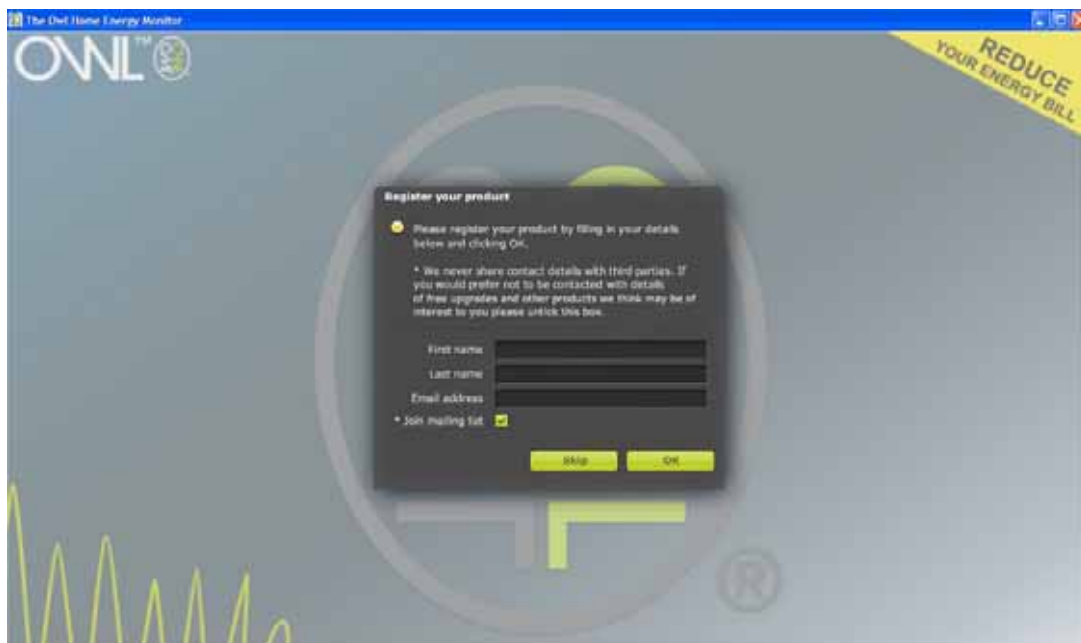 The Owl Home Energy Monitor
OWL™
REDUCE
YOUR ENERGY BILL
Register your product
Please register your product by filling in your details
below and clicking OK.
* We never share contact details with third parties. If
you would prefer not to be contacted with details
of free upgrades and other products we think may be of
interest to you please untick this box.
First name
Last name
Email address
* Join mailing list
Skip
OK
®